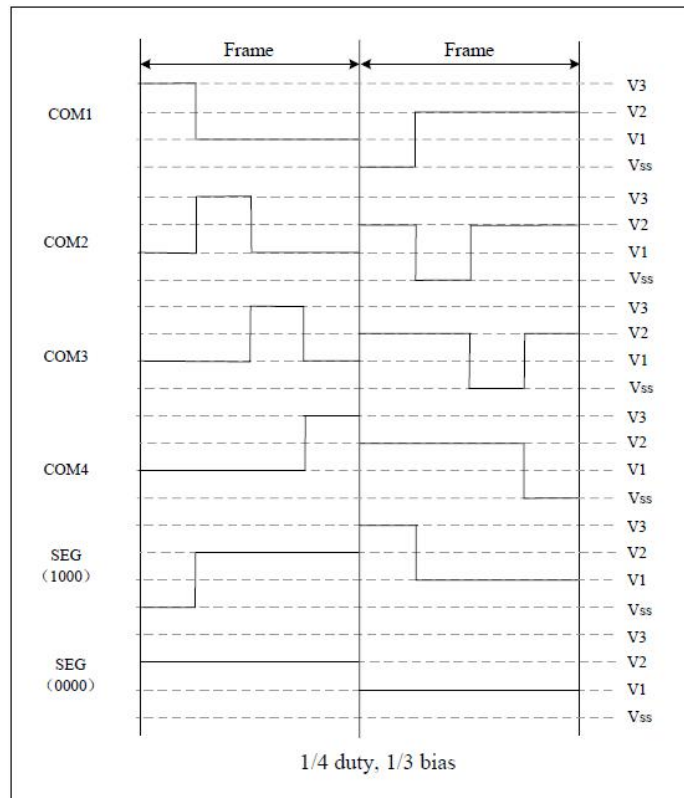 Frame Frame
V3
V2
COM1
V1
Vss
V3
V2
COM2
V1
Vss
V3
V2
COM3
V1
Vss
V3
V2
COM4
V1
Vss
V3
SEG
V2
(1000)
V1
Vss
V3
SEG
V2
(0000)
V1
Vss
1/4 duty, 1/3 bias